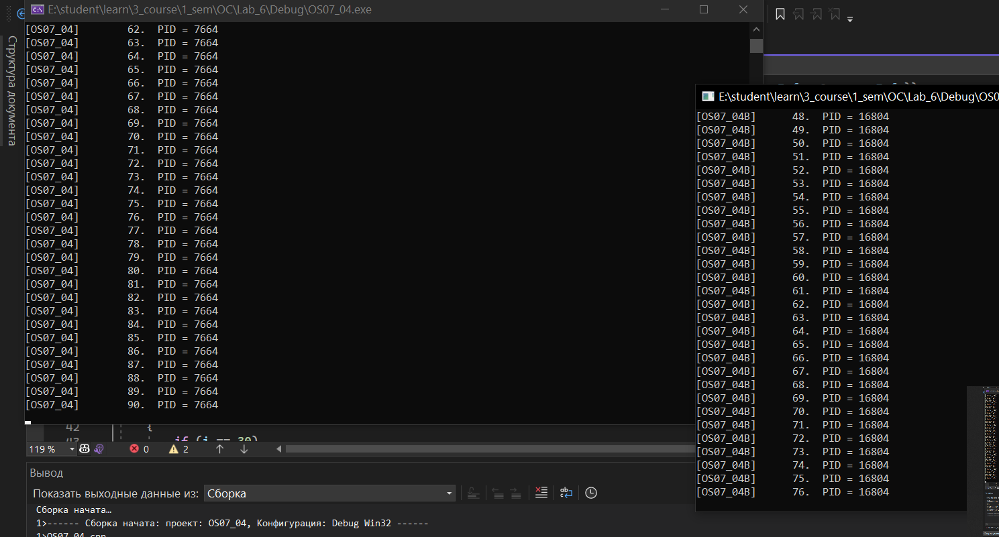 E:\student\learn\3_course\1_sem\OC\Lab_6\Debug\OS07_04.exe
Структура документа
[OS07_04] 62. PID = 7664
[OS07_04] 63. PID = 7664
[OS07_04] 64. PID = 7664
[OS07_04] 65. PID = 7664
[OS07_04] 66. PID = 7664
[OS07_04] 67. PID = 7664
[OS07_04] 68. PID = 7664
[OS07_04] 69. PID = 7664
[OS07_04] 70. PID = 7664
[OS07_04] 71. PID = 7664
[OS07_04] 72. PID = 7664
[OS07_04] 73. PID = 7664
[OS07_04] 74. PID = 7664
[OS07_04] 75. PID = 7664
[OS07_04] 76. PID = 7664
[OS07_04] 77. PID = 7664
[OS07_04] 78. PID = 7664
[OS07_04] 79. PID = 7664
[OS07_04] 80. PID = 7664
[OS07_04] 81. PID = 7664
[OS07_04] 82. PID = 7664
[OS07_04] 83. PID = 7664
[OS07_04] 84. PID = 7664
[OS07_04] 85. PID = 7664
[OS07_04] 86. PID = 7664
[OS07_04] 87. PID = 7664
[OS07_04] 88. PID = 7664
[OS07_04] 89. PID = 7664
[OS07_04] 90. PID = 7664
E:\student\learn\3_course\1_sem\OC\Lab_6\Debug\OS0
[OS07_04B] 48. PID = 16804
[OS07_04B] 49. PID = 16804
[OS07_04B] 50. PID = 16804
[OS07_04B] 51. PID = 16804
[OS07_04B] 52. PID = 16804
[OS07_04B] 53. PID = 16804
[OS07_04B] 54. PID = 16804
[OS07_04B] 55. PID = 16804
[OS07_04B] 56. PID = 16804
[OS07_04B] 57. PID = 16804
[OS07_04B] 58. PID = 16804
[OS07_04B] 59. PID = 16804
[OS07_04B] 60. PID = 16804
[OS07_04B] 61. PID = 16804
[OS07_04B] 62. PID = 16804
[OS07_04B] 63. PID = 16804
[OS07_04B] 64. PID = 16804
[OS07_04B] 65. PID = 16804
[OS07_04B] 66. PID = 16804
[OS07_04B] 67. PID = 16804
[OS07_04B] 68. PID = 16804
[OS07_04B] 69. PID = 16804
[OS07_04B] 70. PID = 16804
[OS07_04B] 71. PID = 16804
[OS07_04B] 72. PID = 16804
[OS07_04B] 73. PID = 16804
[OS07_04B] 74. PID = 16804
[OS07_04B] 75. PID = 16804
[OS07_04B] 76. PID = 16804
42 {
43 if (i == 30)
119 % 0 2
Вывод
Показать выходные данные из: Сборка
Сборка начата…
1>------ Сборка начата: проект: OS07_04, Конфигурация: Debug Win32 ------
1>OS07_04.cpp